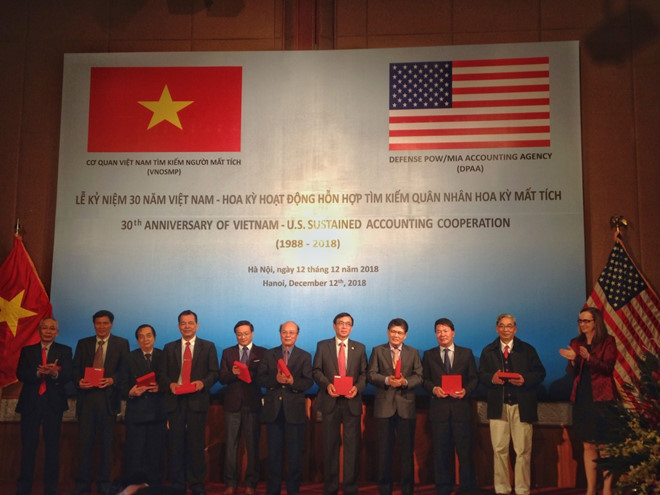 CƠ QUAN VIỆT NAM TÌM KIẾM NGƯỜI MẤT TÍCH
(VNOSMP)
DEFENSE POW/MIA ACCOUNTING AGENCY
(DPAA)
LỄ KỶ NIỆM 30 NĂM VIỆT NAM - HOA KỲ HOẠT ĐỘNG HỖN HỢP TÌM KIẾM QUÂN NHÂN HOA KỲ MẤT TÍCH
30th ANNIVERSARY OF VIETNAM - U.S. SUSTAINED ACCOUNTING COOPERATION
(1988 - 2018)
Hà Nội, ngày 12 tháng 12 năm 2018
Hanoi, December 12th, 2018